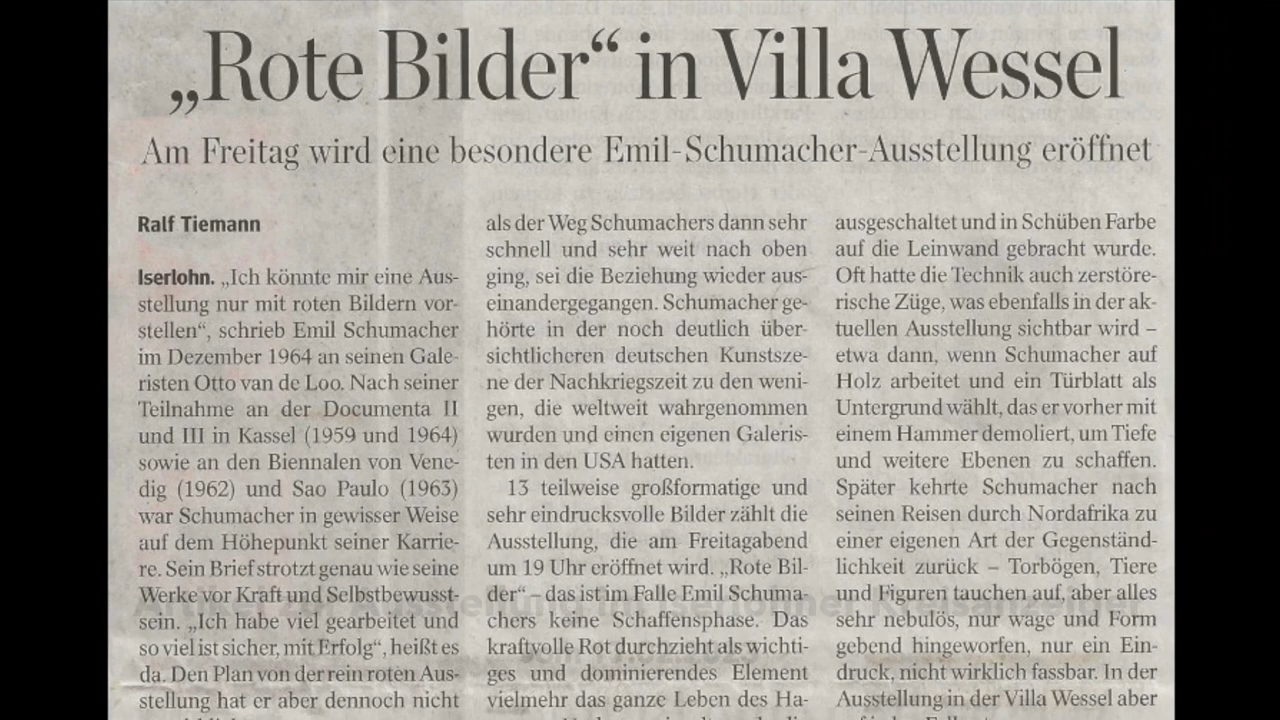 „Rote Bilder“ in Villa Wessel
Am Freitag wird eine besondere Emil-Schumacher-Ausstellung eröffnet
Ralf Tiemann
Iserlohn. „Ich könnte mir eine Aus-
stellung nur mit roten Bildern vor-
stellen“, schrieb Emil Schumacher
im Dezember 1964 an seinen Gale-
risten Otto van de Loo. Nach seiner
Teilnahme an der Documenta II
und III in Kassel (1959 und 1964)
sowie an den Biennalen von Vene-
dig (1962) und Sao Paulo (1963)
war Schumacher in gewisser Weise
auf dem Höhepunkt seiner Karrie-
re. Sein Brief strotzt genau wie seine
Werke vor Kraft und Selbstbewusst-
sein. „Ich habe viel gearbeitet und
so viel ist sicher, mit Erfolg“, heißt es
da. Den Plan von der rein roten Aus-
stellung hat er aber dennoch nicht
als der Weg Schumachers dann sehr
schnell und sehr weit nach oben
ging, sei die Beziehung wieder aus-
einandergegangen. Schumacher ge-
hörte in der noch deutlich über-
sichtlicheren deutschen Kunstsze-
ne der Nachkriegszeit zu den weni-
gen, die weltweit wahrgenommen
wurden und einen eigenen Galeris-
ten in den USA hatten.
13 teilweise großformatige und
sehr eindrucksvolle Bilder zählt die
Ausstellung, die am Freitagabend
um 19 Uhr eröffnet wird. „Rote Bil-
der“ – das ist im Falle Emil Schuma-
chers keine Schaffensphase. Das
kraftvolle Rot durchzieht als wichti-
ges und dominierendes Element
vielmehr das ganze Leben des Ha-
ausgeschaltet und in Schüben Farbe
auf die Leinwand gebracht wurde.
Oft hatte die Technik auch zerstöre-
rische Züge, was ebenfalls in der ak-
tuellen Ausstellung sichtbar wird –
etwa dann, wenn Schumacher auf
Holz arbeitet und ein Türblatt als
Untergrund wählt, das er vorher mit
einem Hammer demoliert, um Tiefe
und weitere Ebenen zu schaffen.
Später kehrte Schumacher nach
seinen Reisen durch Nordafrika zu
einer eigenen Art der Gegenständ-
lichkeit zurück – Torbögen, Tiere
und Figuren tauchen auf, aber alles
sehr nebulös, nur wage und Form
gebend hingeworfen, nur ein Ein-
druck, nicht wirklich fassbar. In der
Ausstellung in der Villa Wessel aber